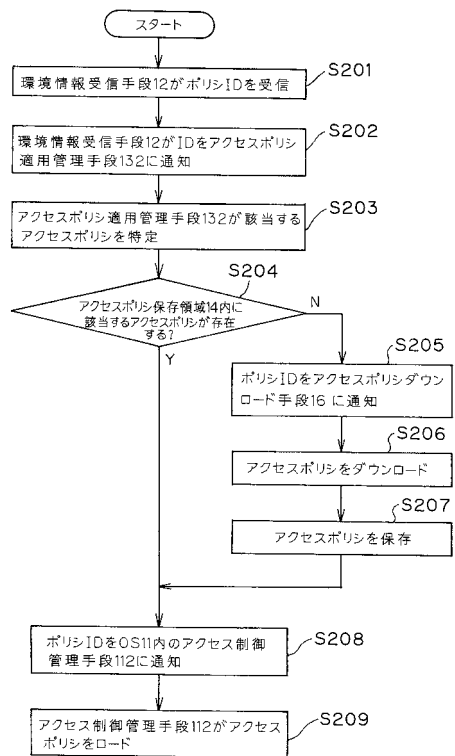 スタート
S201
環境情報受信手段12がポリシIDを受信
S202
環境情報受信手段12がIDをアクセスポリシ
適用管理手段132に通知
S203
アクセスポリシ適用管理手段132が該当する
アクセスポリシを特定
S204
アクセスポリシ保存領域14内に
該当するアクセスポリシが存在
する?
N
Y
S205
ポリシIDをアクセスポリシダウン
ロード手段16に通知
S206
アクセスポリシをダウンロード
S207
アクセスポリシを保存
S208
ポリシIDをOS11内のアクセス制御
管理手段112に通知
S209
アクセス制御管理手段112がアクセス
ポリシをロード